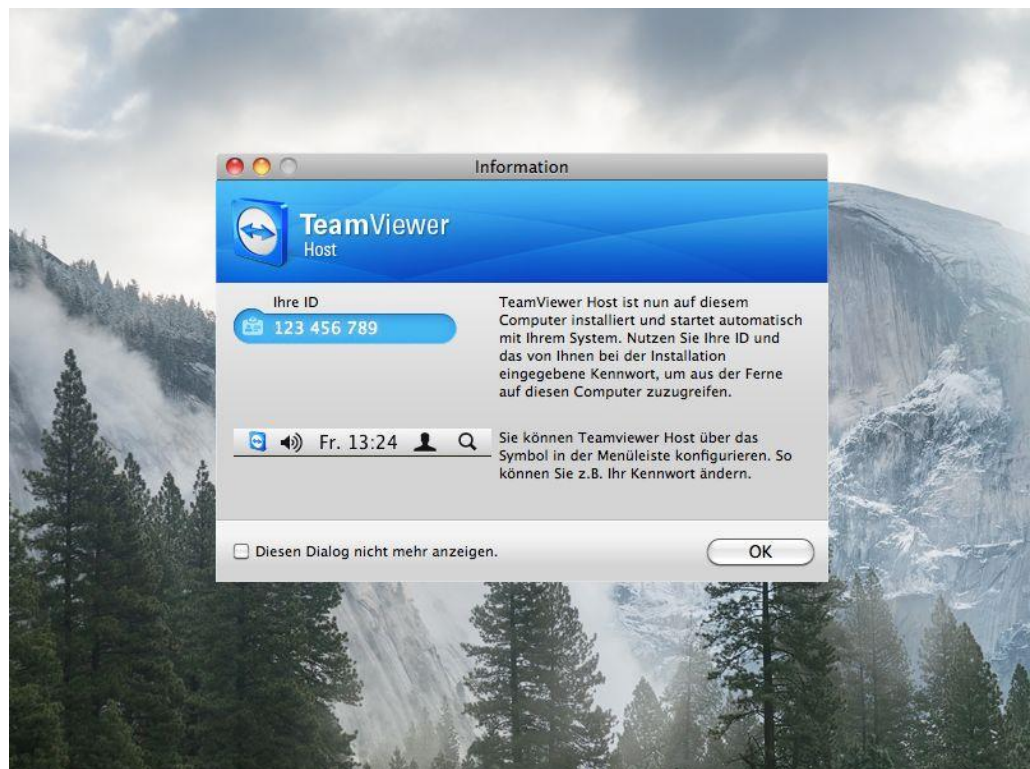 Information
TeamViewer
Host
Ihre ID
123 456 789
TeamViewer Host ist nun auf diesem
Computer installiert und startet automatisch
mit Ihrem System. Nutzen Sie Ihre ID und
das von Ihnen bei der Installation
eingegebene Kennwort, um aus der Ferne
auf diesen Computer zuzugreifen.
Fr. 13:24
Sie können Teamviewer Host über das
Symbol in der Menüleiste konfigurieren. So
können Sie z.B. Ihr Kennwort ändern.
Diesen Dialog nicht mehr anzeigen.
OK